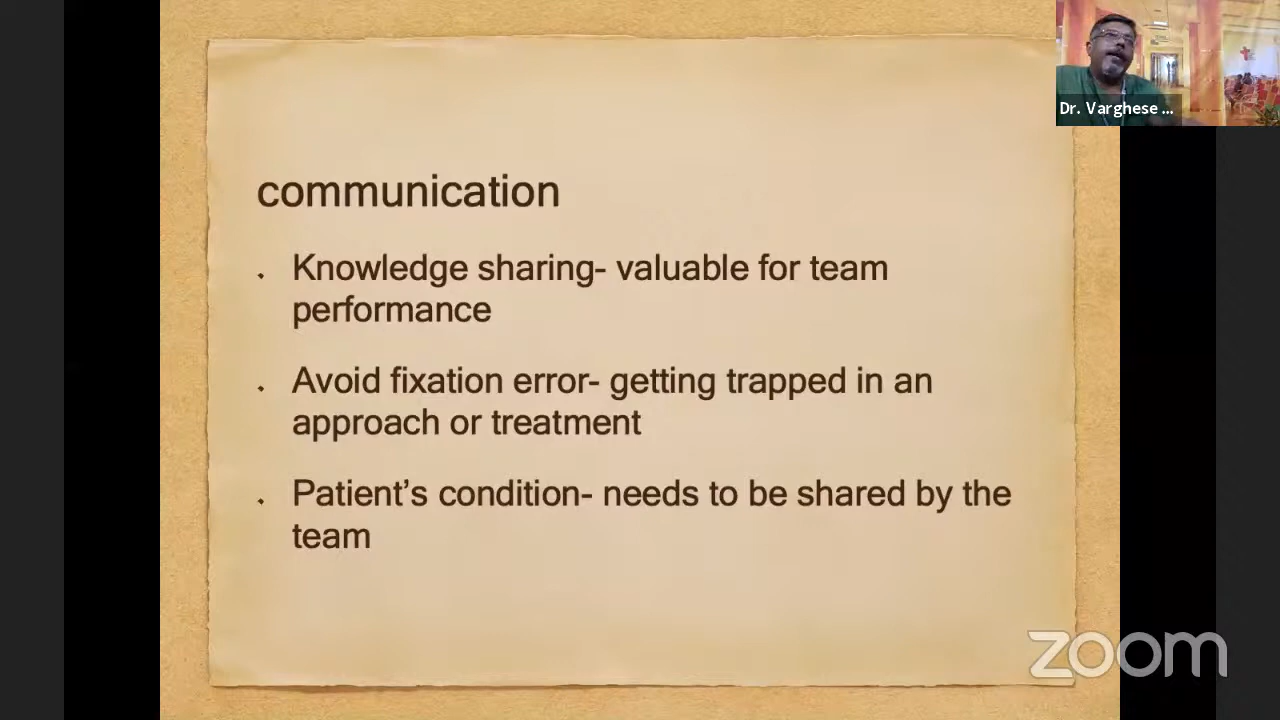 Dr. Varghese ...
communication
Knowledge sharing- valuable for team
performance
Avoid fixation error- getting trapped in an
approach or treatment
Patient’s condition- needs to be shared by the
team
zoom